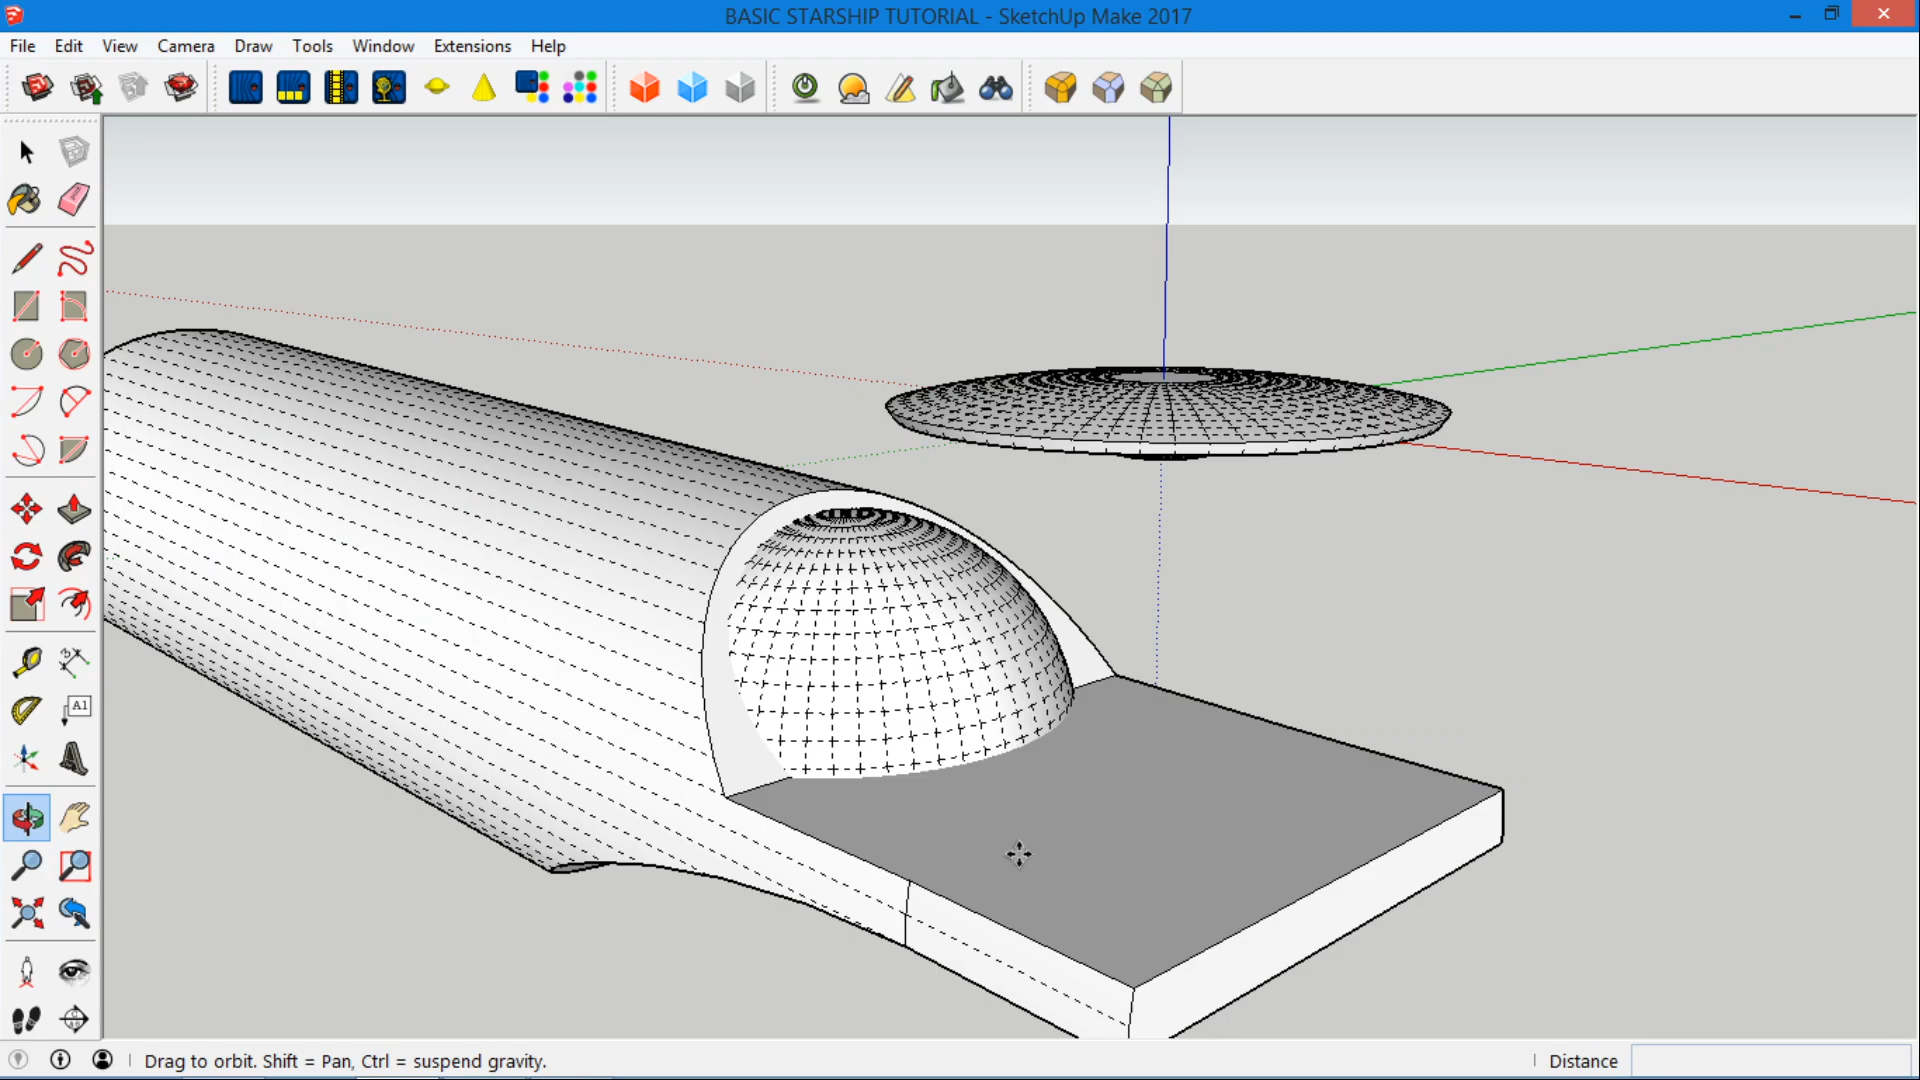 BASIC STARSHIP TUTORIAL - SketchUp Make 2017
File Edit View Camera Draw Tools Window Extensions Help
A1
Drag to orbit. Shift = Pan, Ctrl = suspend gravity.
Distance